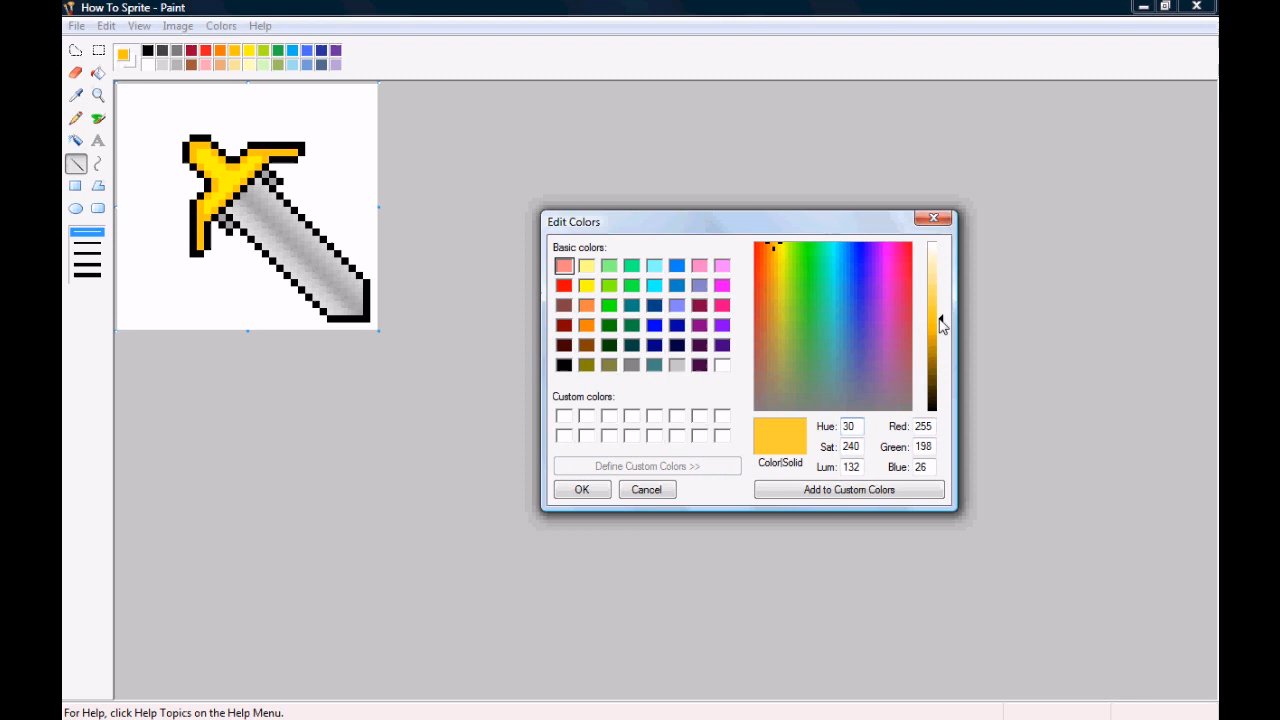 How To Sprite - Paint
File Edit View Image Colors Help
A
Edit Colors
Basic colors:
Custom colors:
Define Custom Colors >>
OK Cancel
Color|Solid
Hue: 30 Red: 255
Sat: 240 Green: 198
Lum: 132 Blue: 26
Add to Custom Colors
For Help, click Help Topics on the Help Menu.